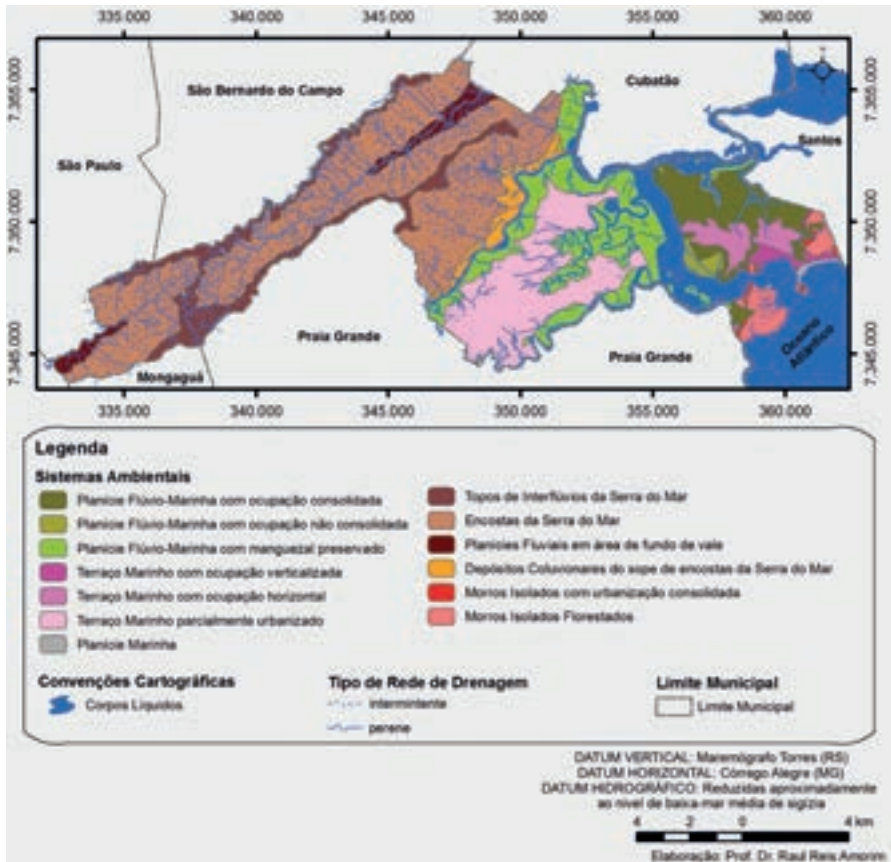 335.000 340.000 345.000 350.000 355.000 360.000
7.355.000 7.355.000
São Bernardo do Campo
Cubatão
Santos
São Paulo
7.350.000 7.350.000
Praia Grande
Praia Grande
Oceano
Atlântico
7.345.000 7.345.000
Mongaguá
335.000 340.000 345.000 350.000 355.000 360.000
Legenda
Sistemas Ambientais
Planície Flúvio-Marinha com ocupação consolidada
Planície Flúvio-Marinha com ocupação não consolidada
Planície Flúvio-Marinha com manguezal preservado
Terraço Marinho com ocupação verticalizada
Terraço Marinho com ocupação horizontal
Terraço Marinho parcialmente urbanizado
Planície Marinha
Topos de Interflúvios da Serra do Mar
Encostas da Serra do Mar
Planícies Fluviais em área de fundo de vale
Depósitos Coluvionares do sope de encostas da Serra do Mar
Morros Isolados com urbanização consolidada
Morros Isolados Florestados
Convenções Cartográficas
Corpos Líquidos
Tipo de Rede de Drenagem
intermintente
perene
Limite Municipal
Limite Municipal
DATUM VERTICAL: Maremógrafo Torres (RS)
DATUM HORIZONTAL: Córrego Alegre (MG)
DATUM HIDROGRÁFICO: Reduzidas aproximadamente
ao nível de baixa-mar média de sigízia
4 2 0 4 km
Elaboração: Prof. Dr. Raul Reis Amorim